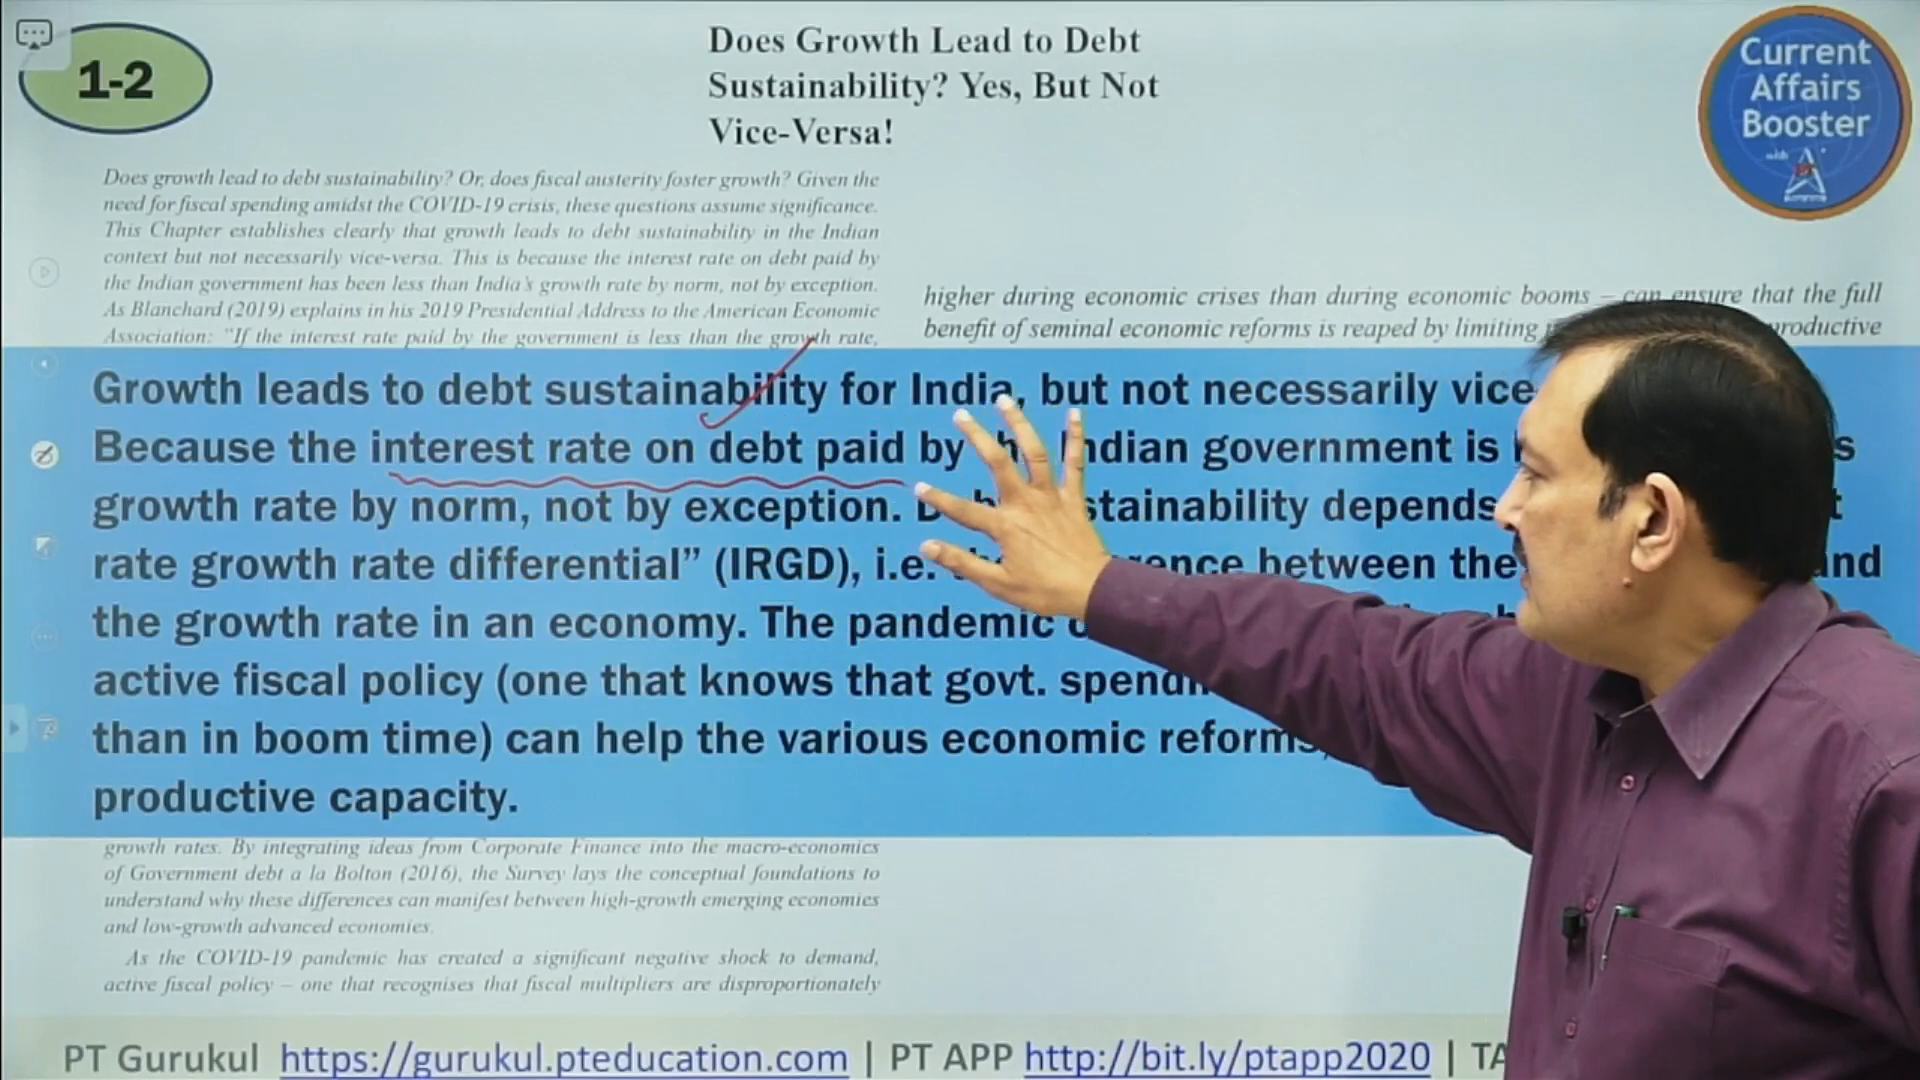 1-2
Does Growth Lead to Debt
Sustainability? Yes, But Not
Vice-Versa!
Current
Affairs
Booster
with
Does growth lead to debt sustainability? Or, does fiscal austerity foster growth? Given the
need for fiscal spending amidst the COVID-19 crisis, these questions assume significance.
This Chapter establishes clearly that growth leads to debt sustainability in the Indian
context but not necessarily vice-versa. This is because the interest rate on debt paid by
the Indian government has been less than India's growth rate by norm, not by exception.
As Blanchard (2019) explains in his 2019 Presidential Address to the American Economic
Association: "If the interest rate paid by the government is less than the growth rate,
higher during economic crises than during economic booms – can ensure that the full
benefit of seminal economic reforms is reaped by limiting productive
Growth leads to debt sustainability for India, but not necessarily vice
Because the interest rate on debt paid by Indian government is
growth rate by norm, not by exception. depends
rate growth rate differential” (IRGD), i.e. between the and
the growth rate in an economy. The pandemic
active fiscal policy (one that knows that govt.
than in boom time) can help the various economic reforms,
productive capacity.
growth rates. By integrating ideas from Corporate Finance into the macro-economics
of Government debt a la Bolton (2016), the Survey lays the conceptual foundations to
understand why these differences can manifest between high-growth emerging economies
and low-growth advanced economies.
As the COVID-19 pandemic has created a significant negative shock to demand,
active fiscal policy – one that recognises that fiscal multipliers are disproportionately
PT Gurukul https://gurukul.pteducation.com | PT APP http://bit.ly/ptapp2020 |